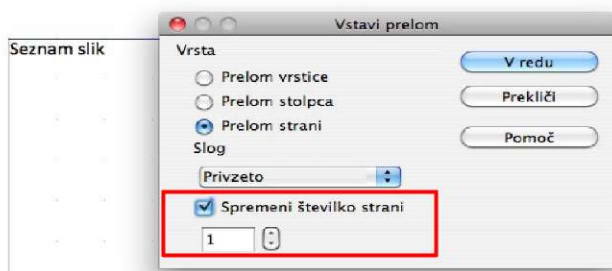 Vstavi prelom
Seznam slik
Vrsta
Prelom vrstice
Prelom stolpca
Prelom strani
Slog
Privzeto
Spremeni številko strani
1
V redu
Prekliči
Pomoč